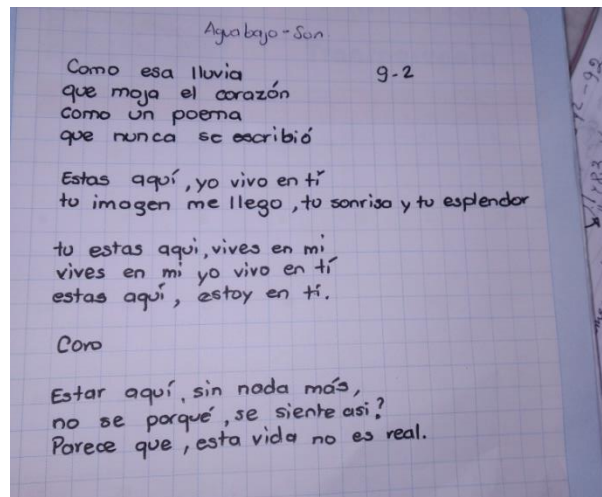 Aguabajo-Son
Como esa lluvia
9-2
que moja el corazón
Como un poema
que nunca se escribió
Estas aquí, yo vivo en tí
tu imagen me llego, tu sonrisa y tu esplendor
tu estas aqui, vives en mi
vives en mi yo vivo en tí
estas aquí, estoy en tí.
Coro
Estar aquí, sin nada más,
no se porqué, se siente asi?
Parece que, esta vida no es real.